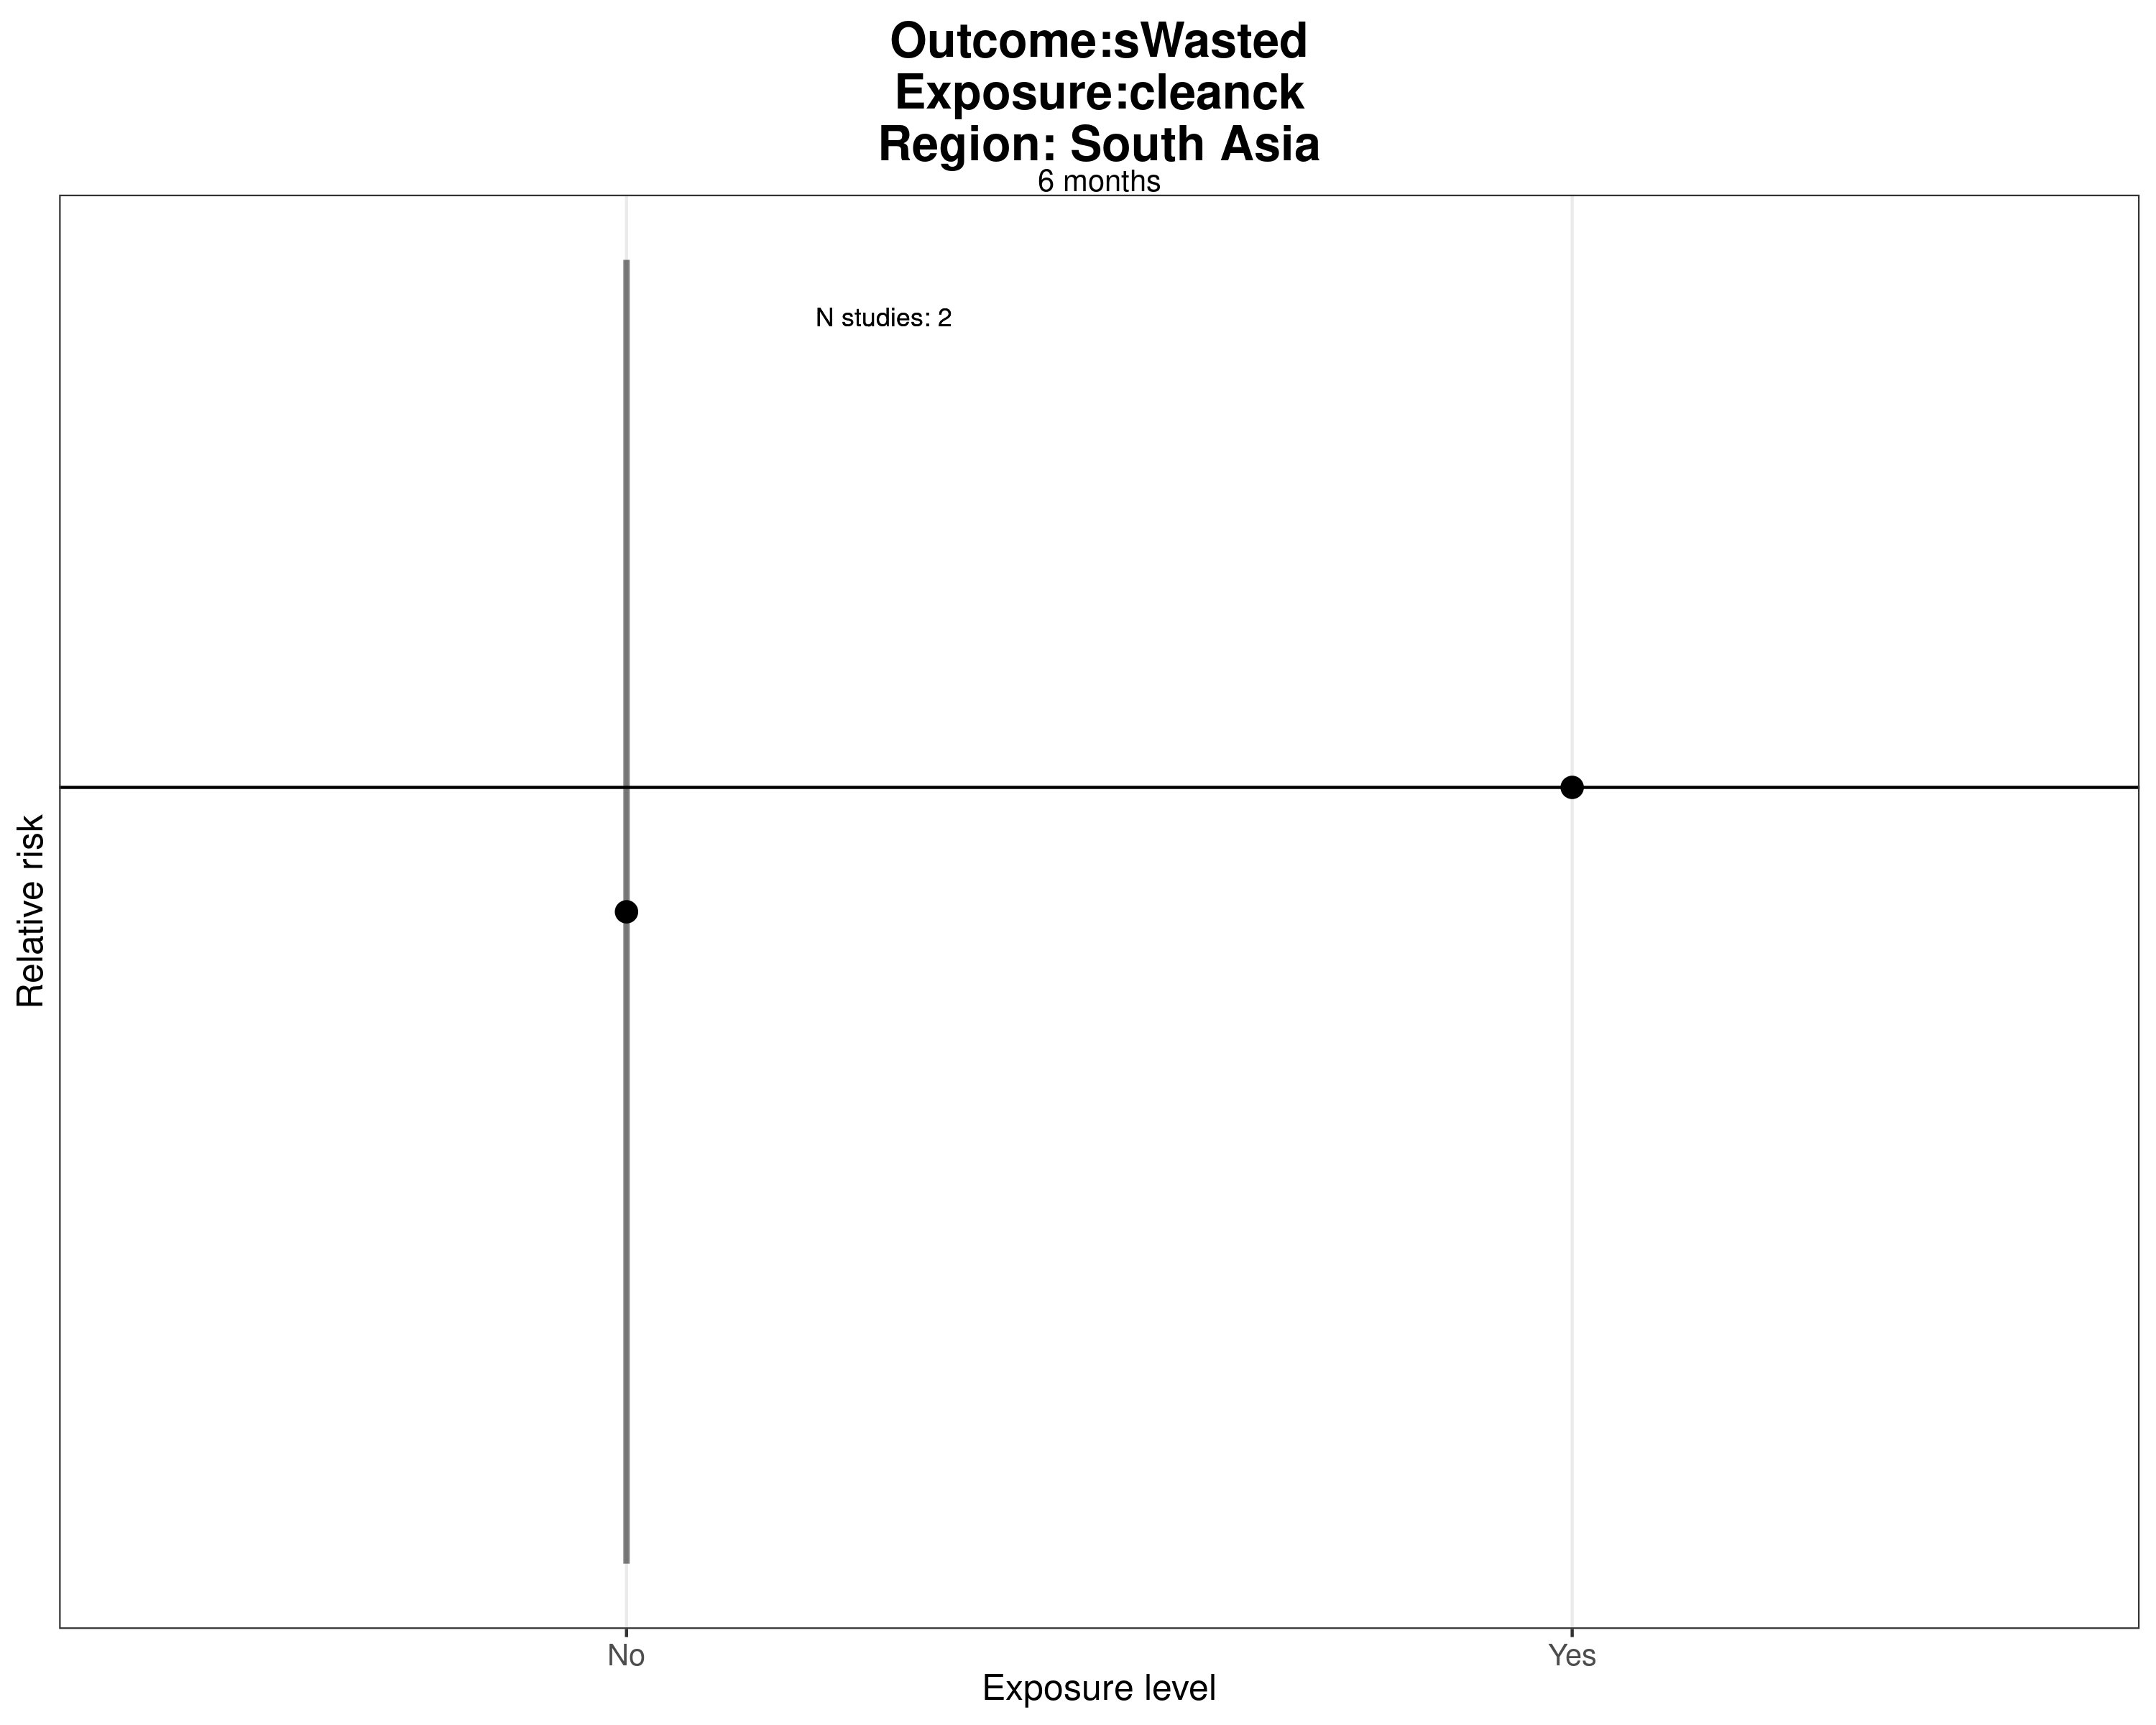 Outcome:sWasted
Exposure:cleanck
Region: South Asia
6 months
N studies: 2
Relative risk
No
Yes
Exposure level